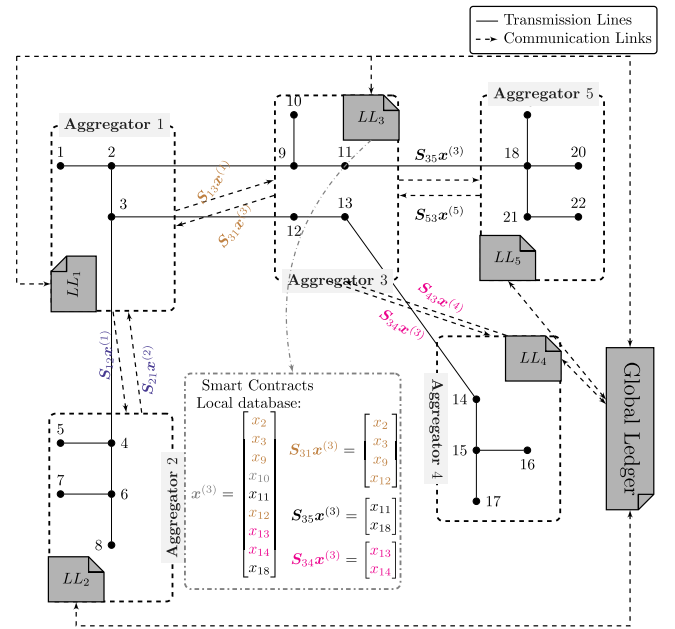 Transmission Lines
Communication Links
Aggregator 1
1
2
3
LL₁
10
LL₃
9
11
12
13
Aggregator 3
Aggregator 5
18
20
21
22
LL₅
S₁₃x⁽¹⁾
S₃₁x⁽³⁾
S₃₅x⁽³⁾
S₅₃x⁽⁵⁾
S₄₃x⁽⁴⁾
S₃₄x⁽³⁾
S₁₂x⁽¹⁾
S₂₁x⁽²⁾
LL₄
14
15
16
17
Aggregator 4
Global Ledger
5
4
7
6
8
Aggregator 2
LL₂
Smart Contracts
Local database:
x⁽³⁾ = [x₂ x₃ x₉ x₁₀ x₁₁ x₁₂ x₁₃ x₁₄ x₁₈]
S₃₁x⁽³⁾ = [x₂ x₃ x₉ x₁₂]
S₃₅x⁽³⁾ = [x₁₁ x₁₈]
S₃₄x⁽³⁾ = [x₁₃ x₁₄]